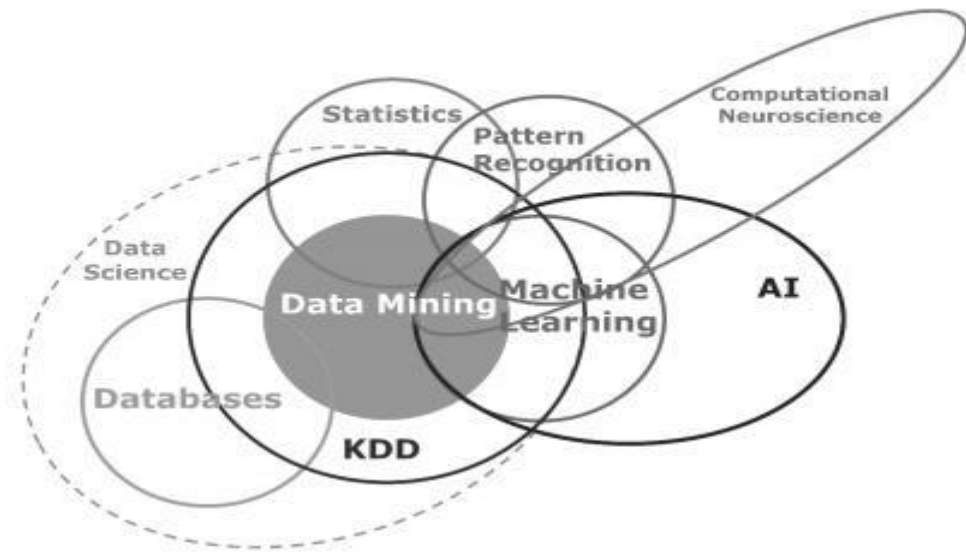 Statistics
Pattern
Recognition
Computational
Neuroscience
Data
Science
Data Mining
Machine
Learning
AI
Databases
KDD